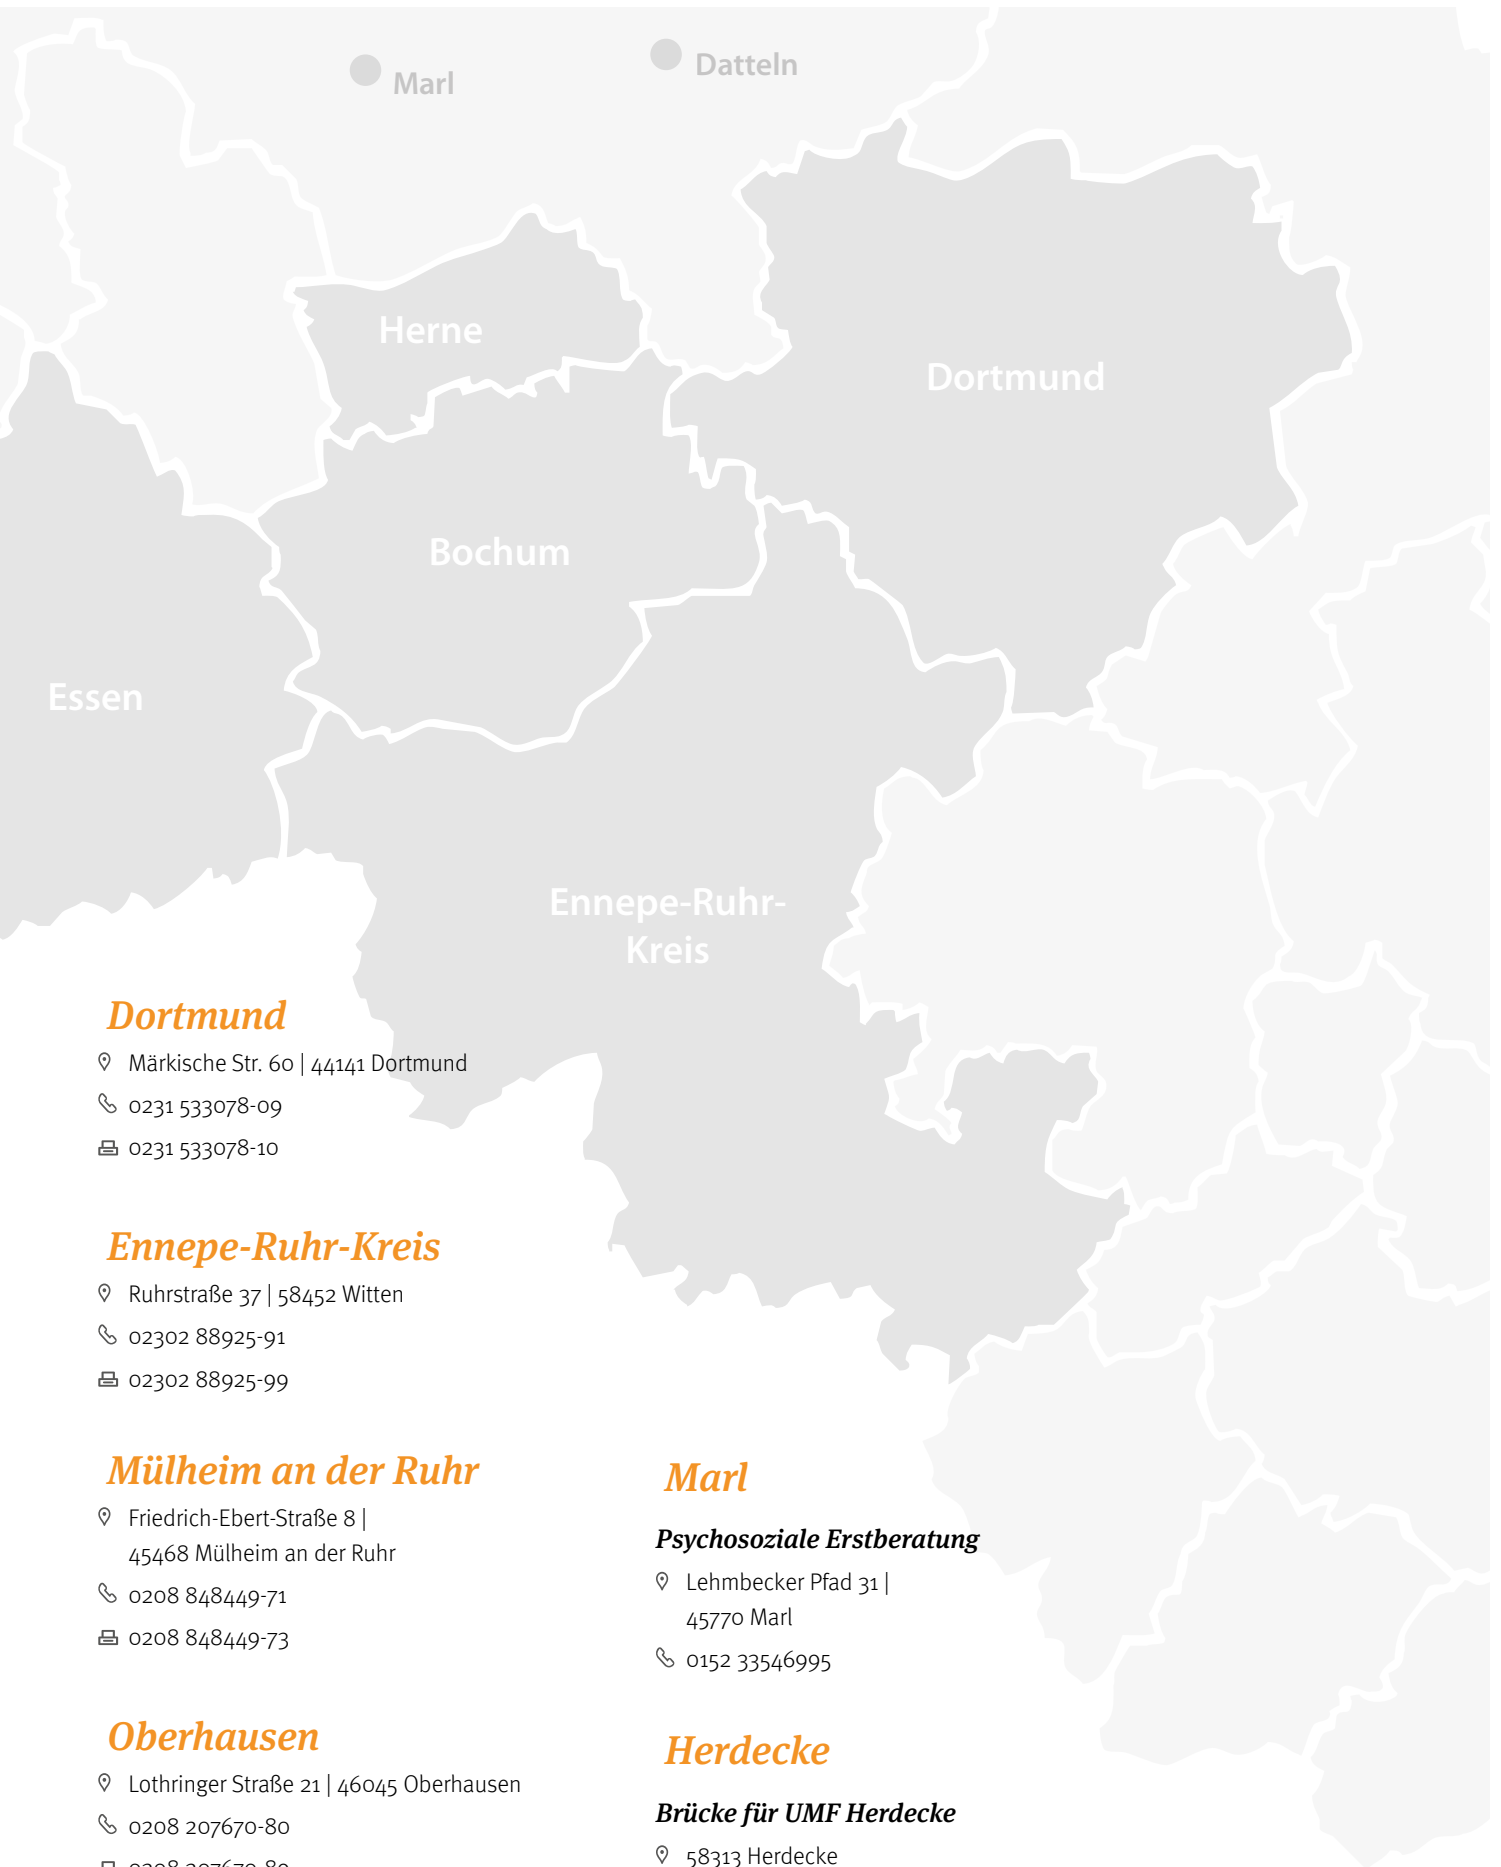 Marl
Datteln
Herne
Dortmund
Bochum
Essen
Ennepe-Ruhr-
Kreis
Dortmund
Märkische Str. 60 | 44141 Dortmund
0231 533078-09
0231 533078-10
Ennepe-Ruhr-Kreis
Ruhrstraße 37 | 58452 Witten
02302 88925-91
02302 88925-99
Mülheim an der Ruhr
Friedrich-Ebert-Straße 8 |
45468 Mülheim an der Ruhr
0208 848449-71
0208 848449-73
Oberhausen
Lothringer Straße 21 | 46045 Oberhausen
0208 207670-80
Marl
Psychosoziale Erstberatung
Lehmbecker Pfad 31 |
45770 Marl
0152 33546995
Herdecke
Brücke für UMF Herdecke
58313 Herdecke